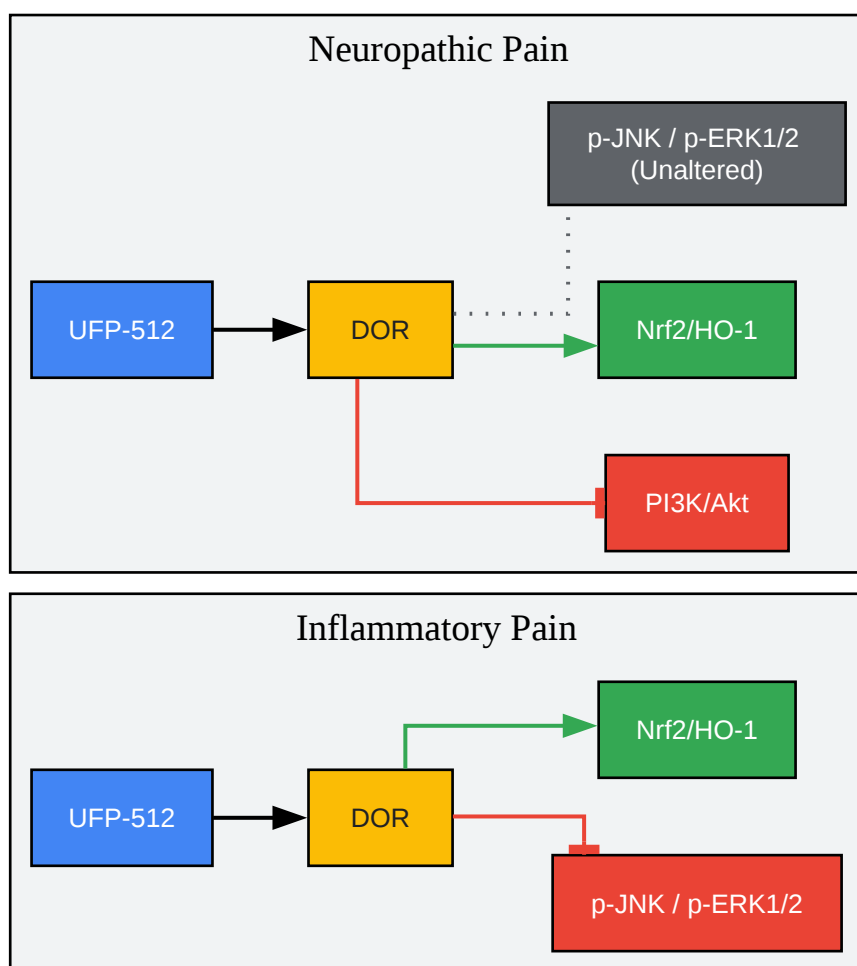 Neuropathic Pain
p-JNK / p-ERK1/2
(Unaltered)
UFP-512
DOR
Nrf2/HO-1
PI3K/Akt
Inflammatory Pain
Nrf2/HO-1
UFP-512
DOR
p-JNK / p-ERK1/2